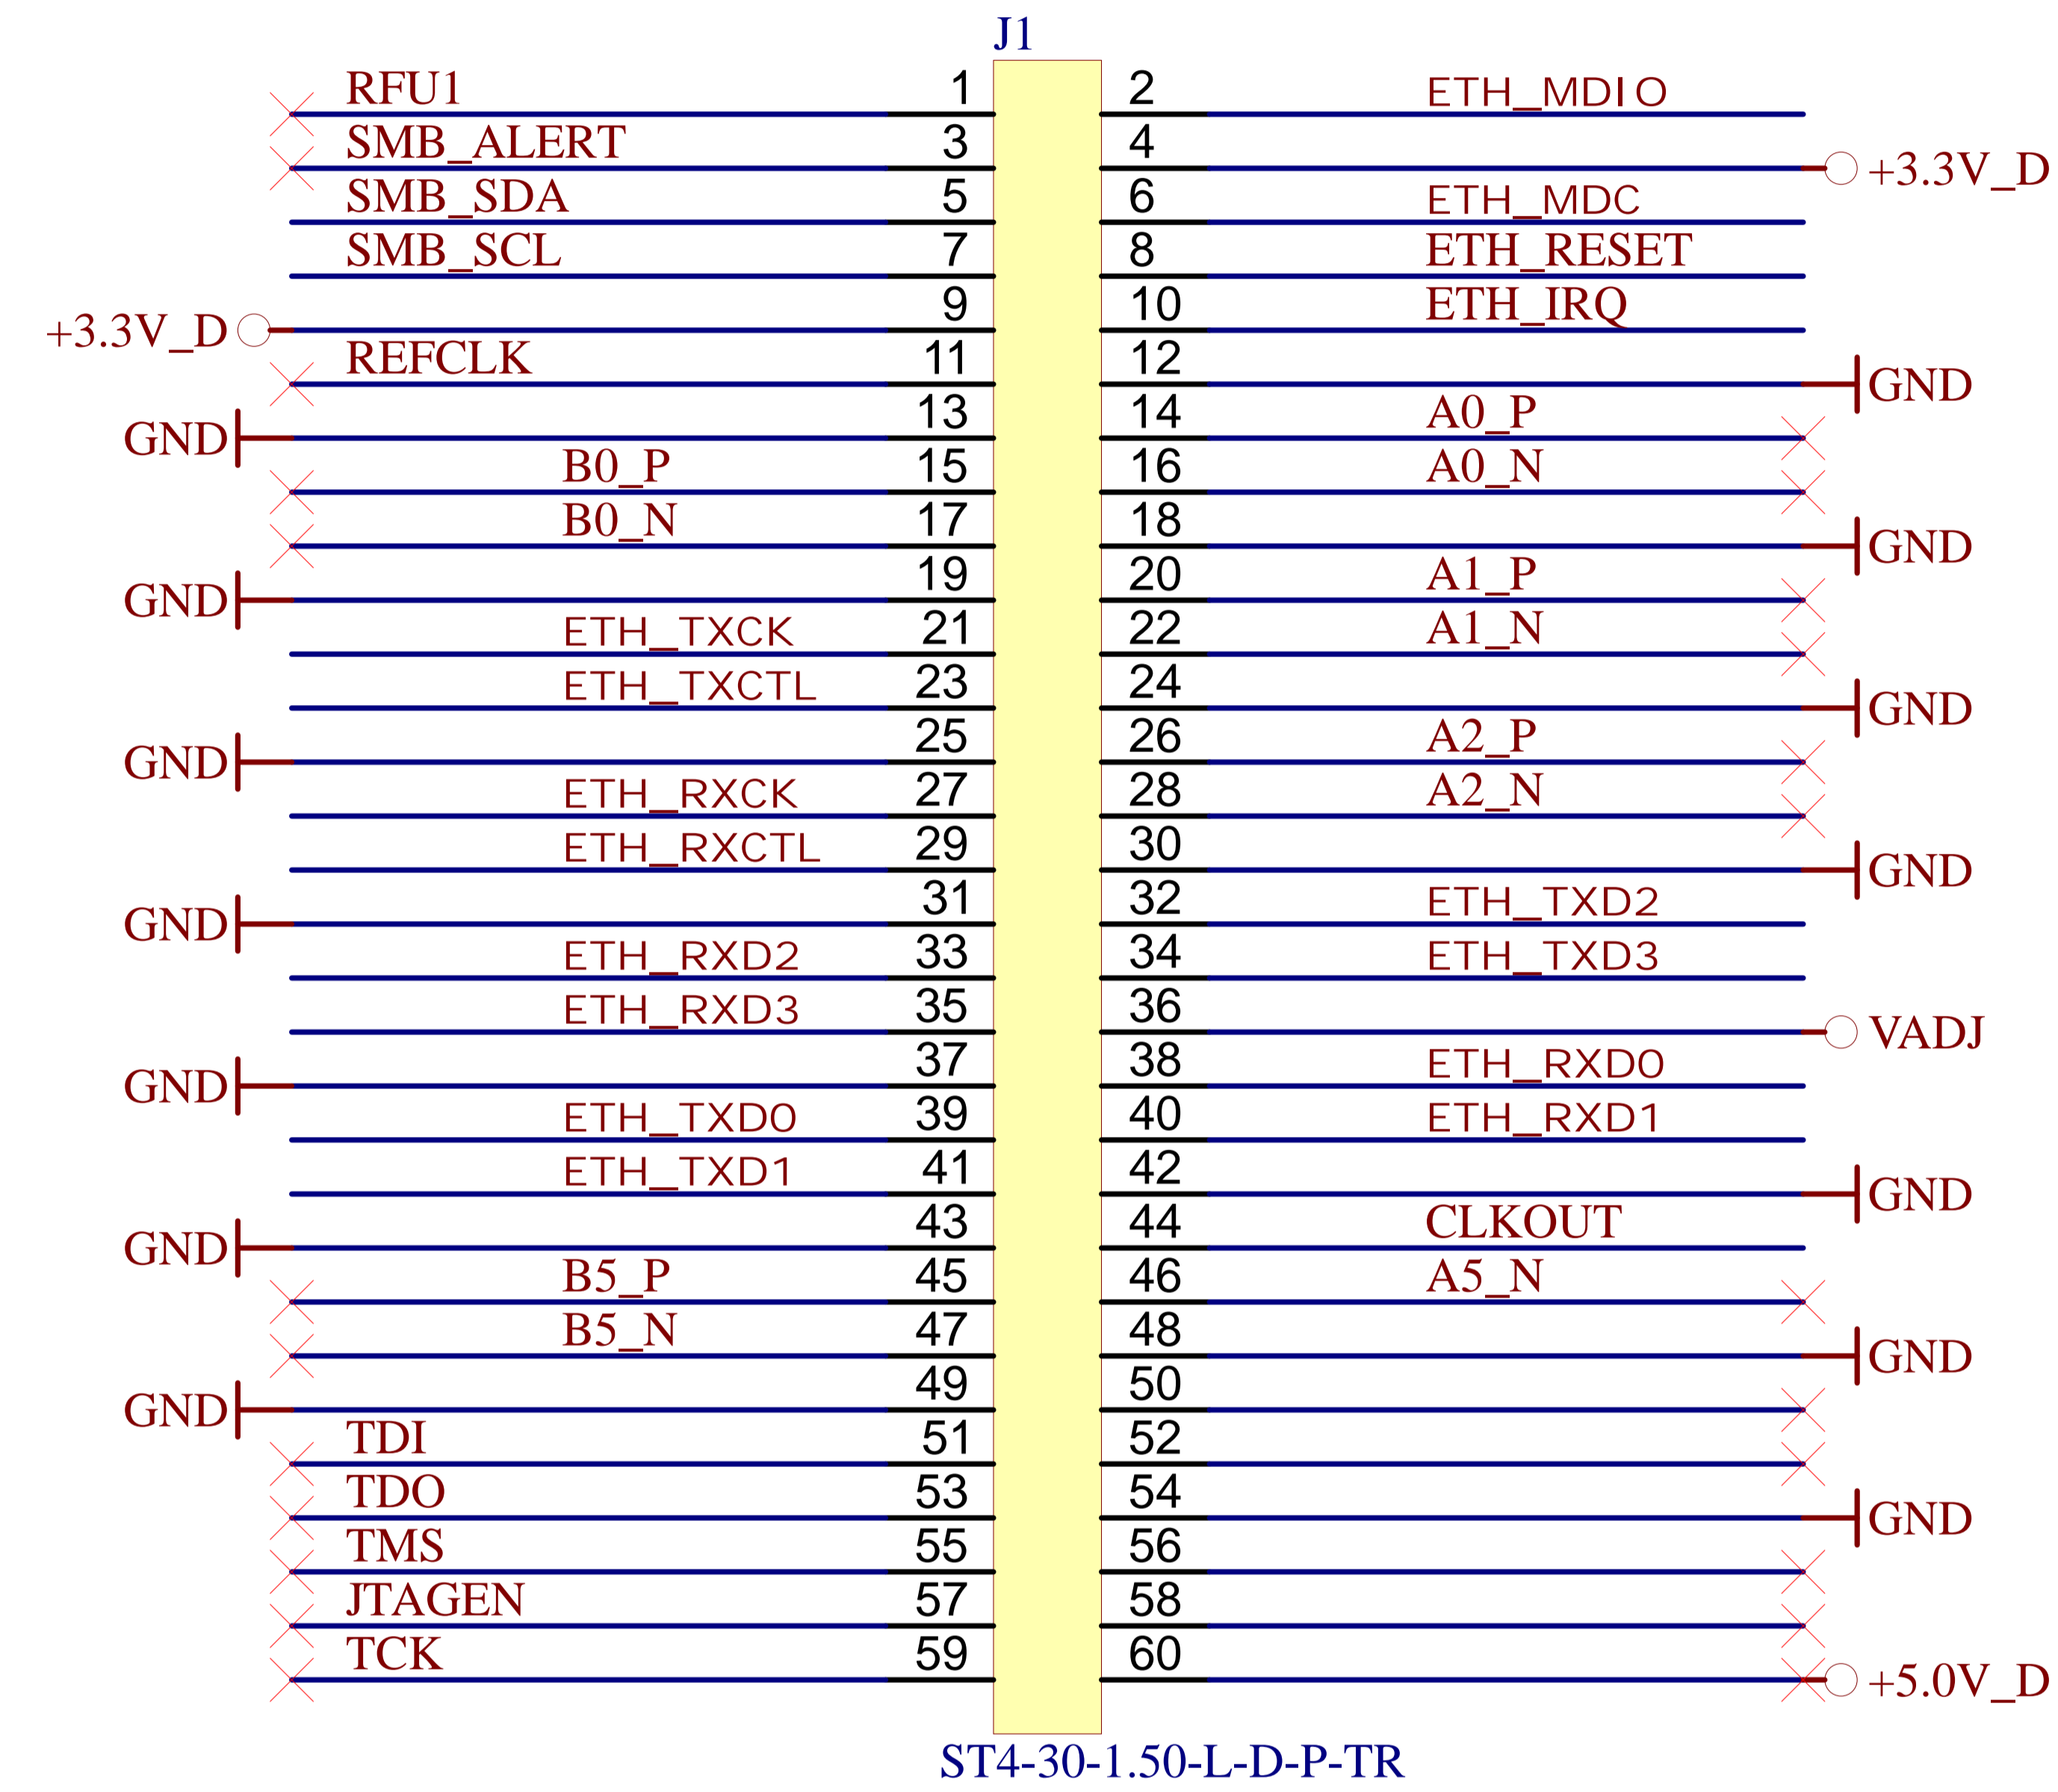 J1
RFU1 1 2 ETH_MDIO
SMB_ALERT 3 4 +3.3V_D
SMB_SDA 5 6 ETH_MDC
SMB_SCL 7 8 ETH_RESET
+3.3V_D 9 10 ETH_IRQ
REFCLK 11 12 GND
GND 13 14 A0_P
B0_P 15 16 A0_N
B0_N 17 18 GND
GND 19 20 A1_P
ETH_TXCK 21 22 A1_N
ETH_TXCTL 23 24 GND
GND 25 26 A2_P
ETH_RXCK 27 28 A2_N
ETH_RXCTL 29 30 GND
GND 31 32 ETH_TXD2
ETH_RXD2 33 34 ETH_TXD3
ETH_RXD3 35 36 VADJ
GND 37 38 ETH_RXD0
ETH_TXD0 39 40 ETH_RXD1
ETH_TXD1 41 42 GND
GND 43 44 CLKOUT
B5_P 45 46 A5_N
B5_N 47 48 GND
GND 49 50
TDI 51 52
TDO 53 54 GND
TMS 55 56
JTAGEN 57 58
TCK 59 60 +5.0V_D
ST4-30-1.50-L-D-P-TR